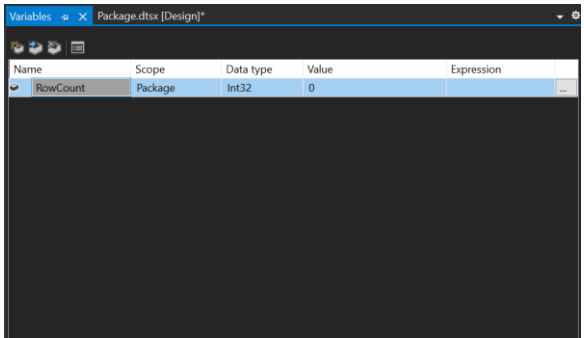 Variables Package.dtsx [Design]*
Name Scope Data type Value Expression
RowCount Package Int32 0 ...